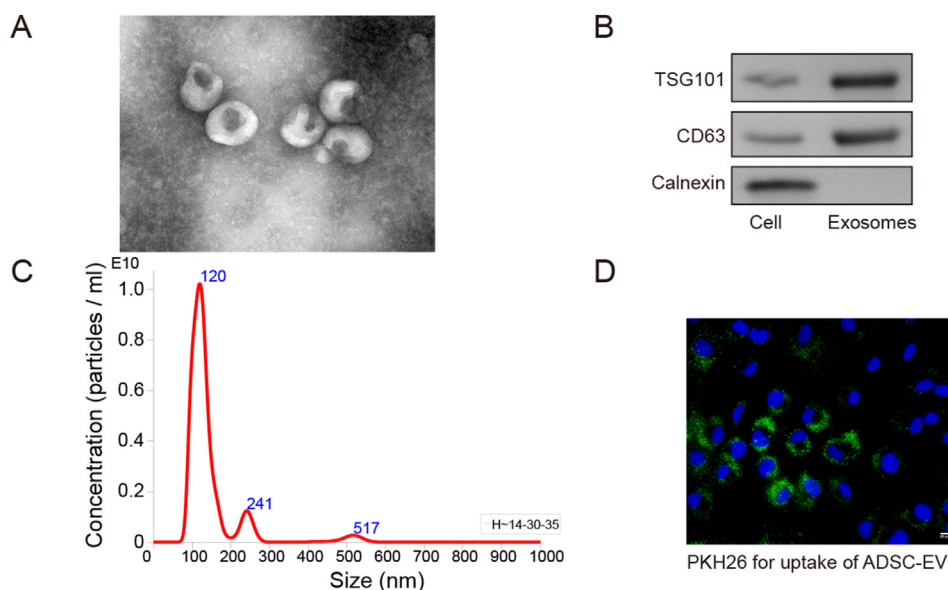 A
B
TSG101
CD63
Calnexin
Cell Exosomes
C
E10
120
1.0
0.8
0.6
0.4
0.2
0
241
517
H~14-30-35
0 100 200 300 400 500 600 700 800 900 1000
Concentration (particles / ml)
Size (nm)
D
PKH26 for uptake of ADSC-EV